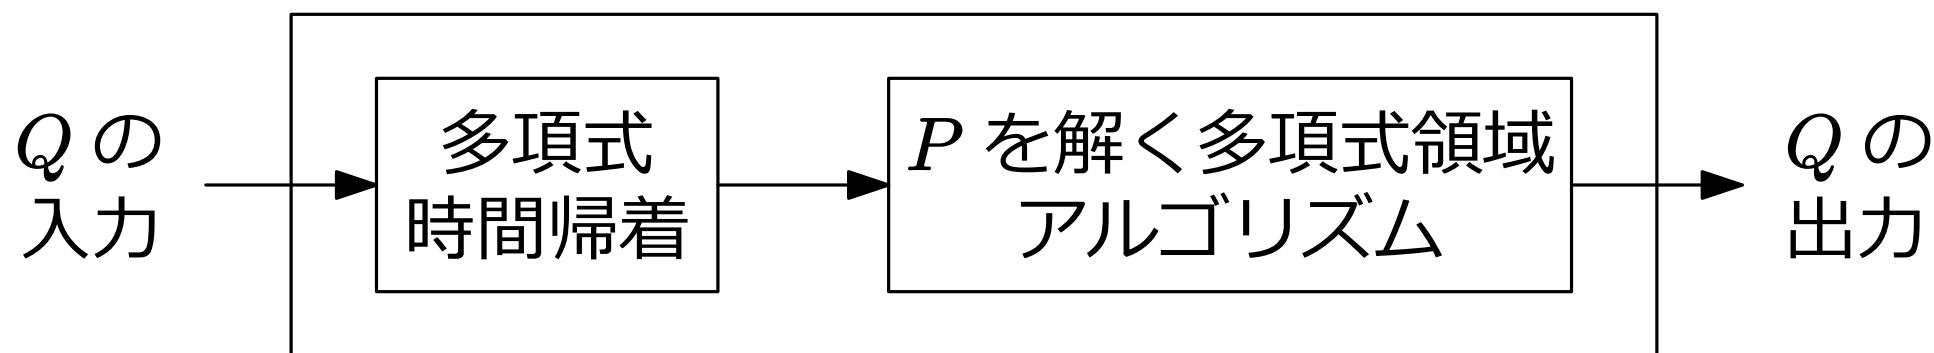 Q の
入力
多項式
時間帰着
P を解く多項式領域
アルゴリズム
Q の
出力